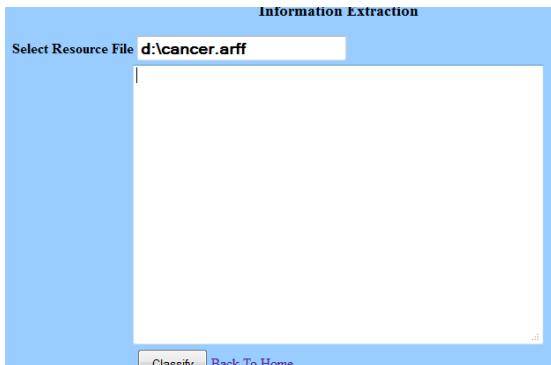 Information Extraction
Select Resource File d:\cancer.arff
Classify Back To Home